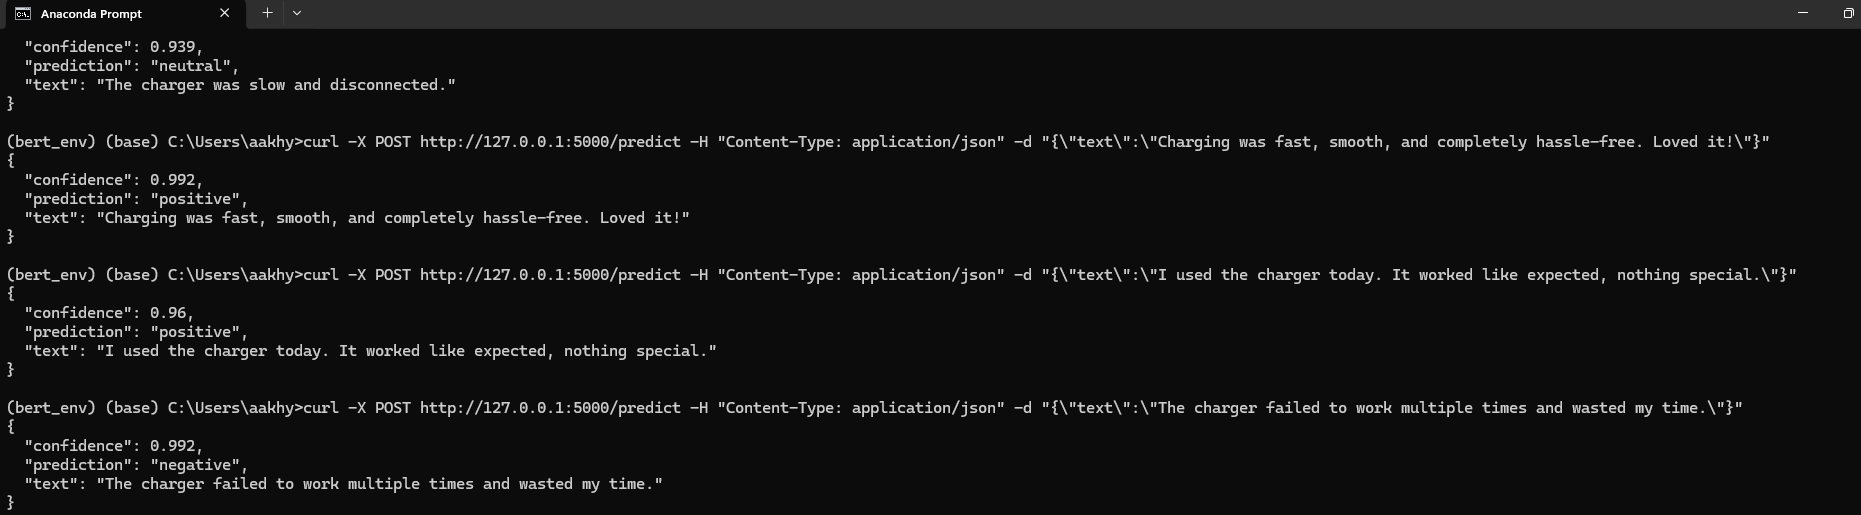 Anaconda Prompt
"confidence": 0.939,
"prediction": "neutral",
"text": "The charger was slow and disconnected."
}
(bert_env) (base) C:\Users\aakhy>curl -X POST http://127.0.0.1:5000/predict -H "Content-Type: application/json" -d "{\"text\":\"Charging was fast, smooth, and completely hassle-free. Loved it!\"}"
{
"confidence": 0.992,
"prediction": "positive",
"text": "Charging was fast, smooth, and completely hassle-free. Loved it!"
}
(bert_env) (base) C:\Users\aakhy>curl -X POST http://127.0.0.1:5000/predict -H "Content-Type: application/json" -d "{\"text\":\"I used the charger today. It worked like expected, nothing special.\"}"
{
"confidence": 0.96,
"prediction": "positive",
"text": "I used the charger today. It worked like expected, nothing special."
}
(bert_env) (base) C:\Users\aakhy>curl -X POST http://127.0.0.1:5000/predict -H "Content-Type: application/json" -d "{\"text\":\"The charger failed to work multiple times and wasted my time.\"}"
{
"confidence": 0.992,
"prediction": "negative",
"text": "The charger failed to work multiple times and wasted my time."
}